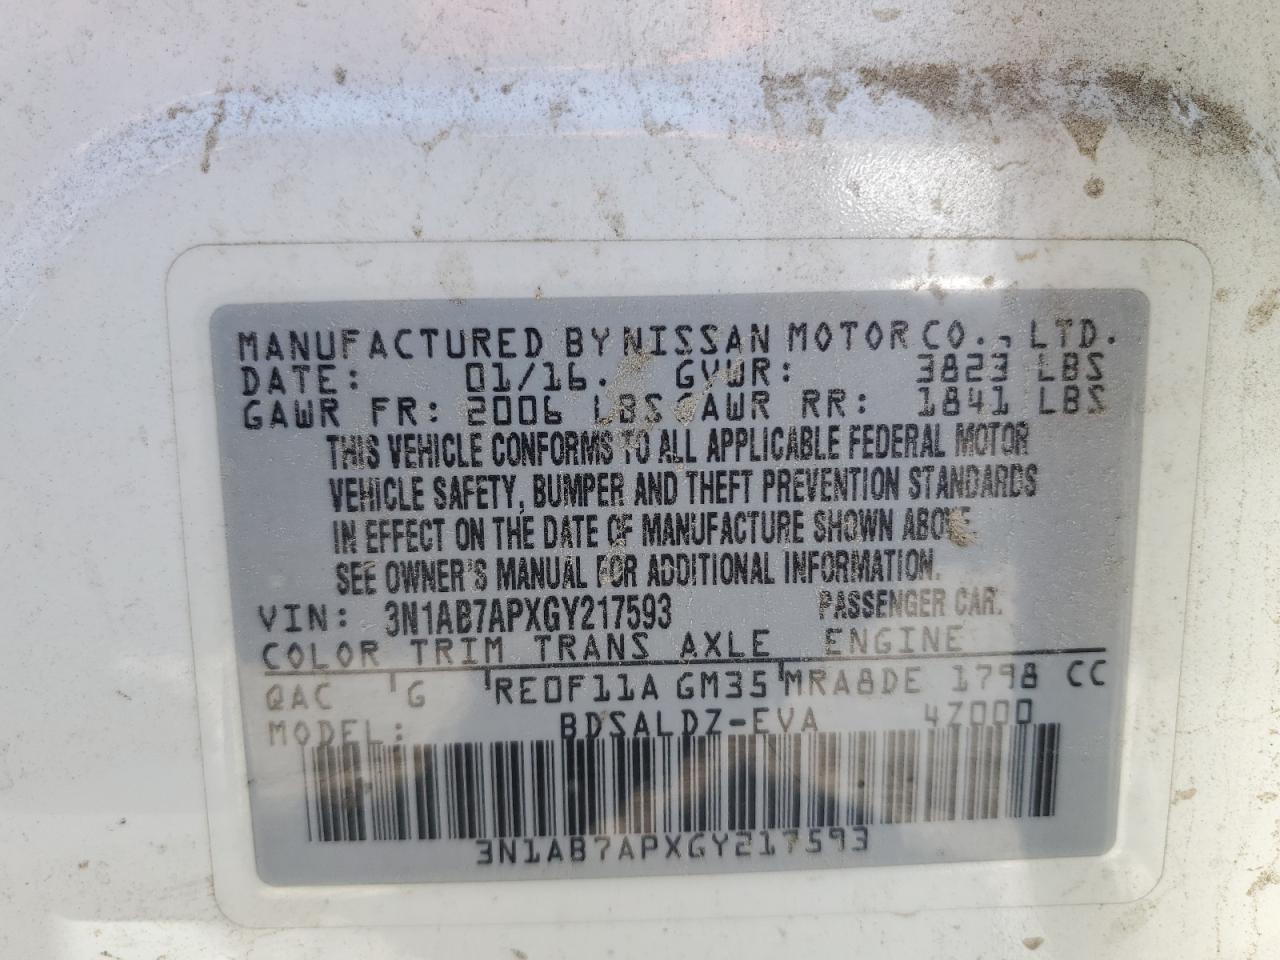 MANUFACTURED BY NISSAN MOTOR CO., LTD.
DATE: 01/16. GVWR: 3823 LBS
GAWR FR: 2006 LBS GAWR RR: 1841 LBS
THIS VEHICLE CONFORMS TO ALL APPLICABLE FEDERAL MOTOR
VEHICLE SAFETY, BUMPER AND THEFT PREVENTION STANDARDS
IN EFFECT ON THE DATE OF MANUFACTURE SHOWN ABOVE.
SEE OWNER'S MANUAL FOR ADDITIONAL INFORMATION.
VIN: 3N1AB7APXGY217593 PASSENGER CAR.
COLOR TRIM TRANS AXLE ENGINE
QAC G RE0F11A GM35 MRA8DE 1798 CC
MODEL: BDSALDZ-EVA 4Z000
3N1AB7APXGY217593